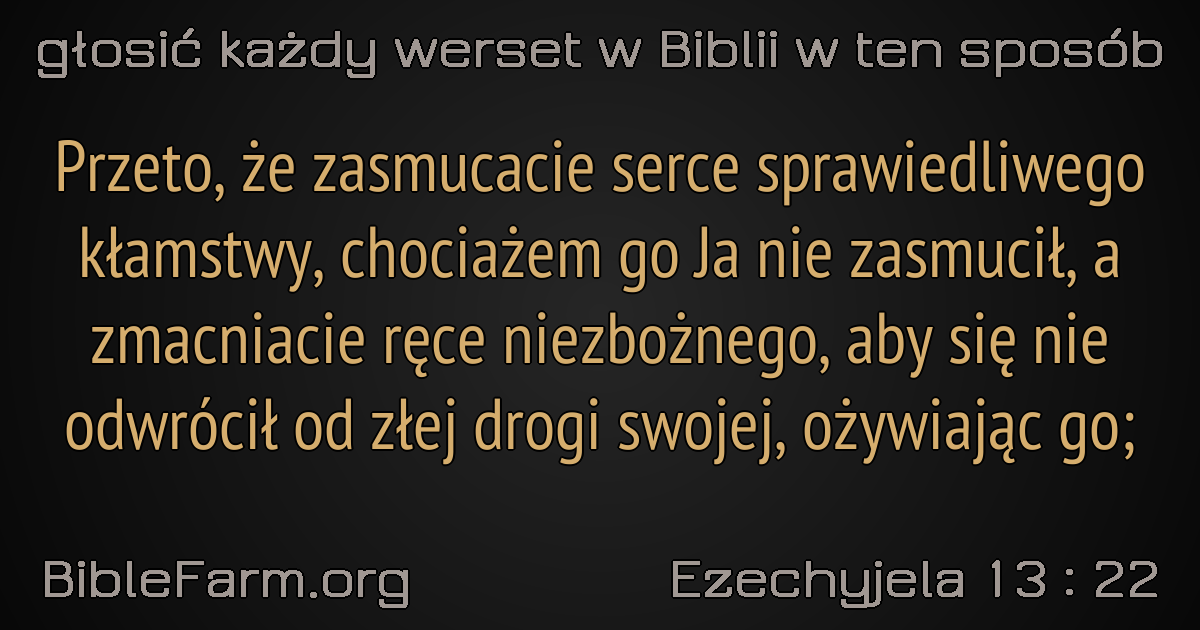 głosić każdy werset w Biblii w ten sposób
Przeto, że zasmucacie serce sprawiedliwego
kłamstwy, chociażem go Ja nie zasmucił, a
zmacniacie ręce niezbożnego, aby się nie
odwrócił od złej drogi swojej, ożywiając go;
BibleFarm.org
Ezechyjela 13 : 22